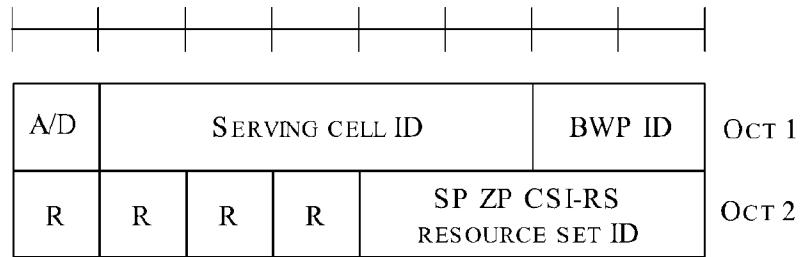 A/D SERVING CELL ID BWP ID OCT 1
R R R R SP ZP CSI-RS RESOURCE SET ID OCT 2